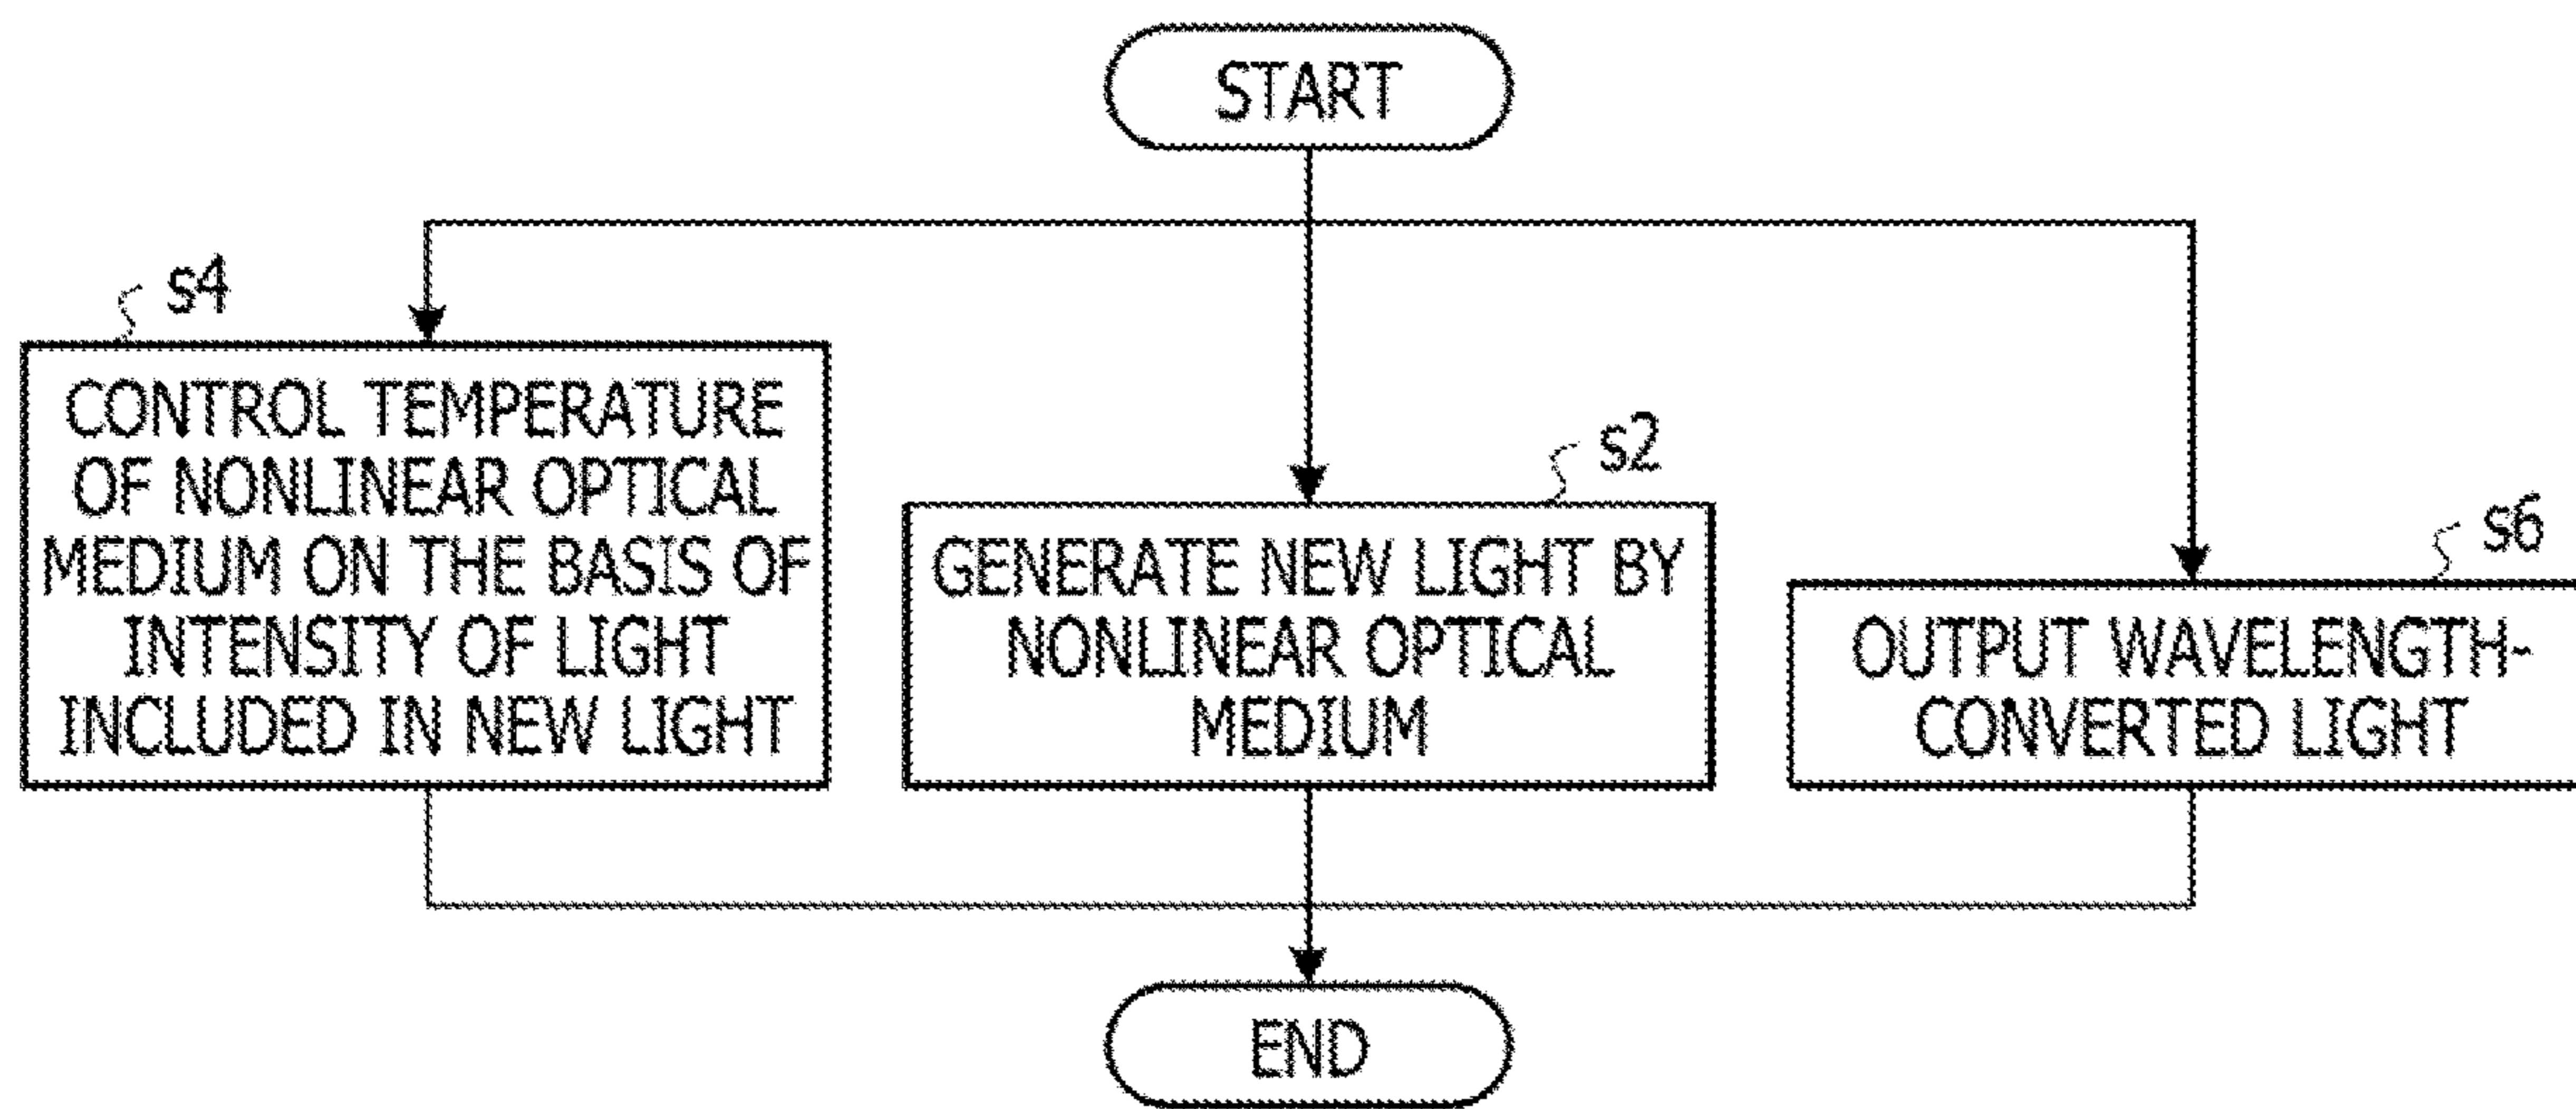 START
s4
CONTROL TEMPERATURE
OF NONLINEAR OPTICAL
MEDIUM ON THE BASIS OF
INTENSITY OF LIGHT
INCLUDED IN NEW LIGHT
s2
GENERATE NEW LIGHT BY
NONLINEAR OPTICAL
MEDIUM
s6
OUTPUT WAVELENGTH-
CONVERTED LIGHT
END